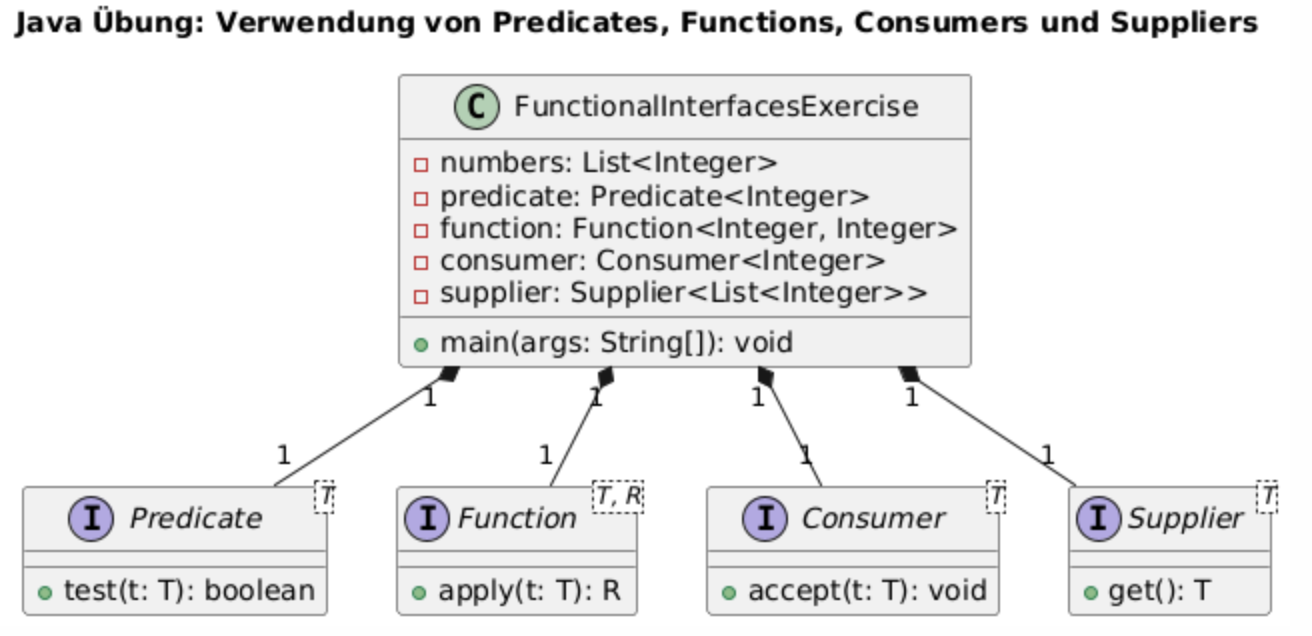 Java Übung: Verwendung von Predicates, Functions, Consumers und Suppliers
C FunctionalInterfacesExercise
numbers: List<Integer>
predicate: Predicate<Integer>
function: Function<Integer, Integer>
consumer: Consumer<Integer>
supplier: Supplier<List<Integer>>
main(args: String[]): void
1 1 1 1
1 1 1 1
I Predicate T
test(t: T): boolean
I Function T, R
apply(t: T): R
I Consumer T
accept(t: T): void
I Supplier T
get(): T